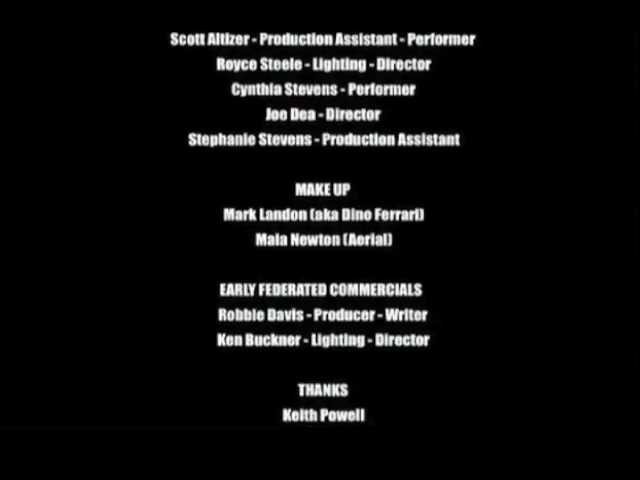 Scott Altizer - Production Assistant - Performer
Royce Steele - Lighting - Director
Cynthia Stevens - Performer
Joe Dea - Director
Stephanie Stevens - Production Assistant
MAKE UP
Mark Landon (aka Dino Ferrari)
Maia Newton (Aerial)
EARLY FEDERATED COMMERCIALS
Robbie Davis - Producer - Writer
Ken Buckner - Lighting - Director
THANKS
Keith Powell